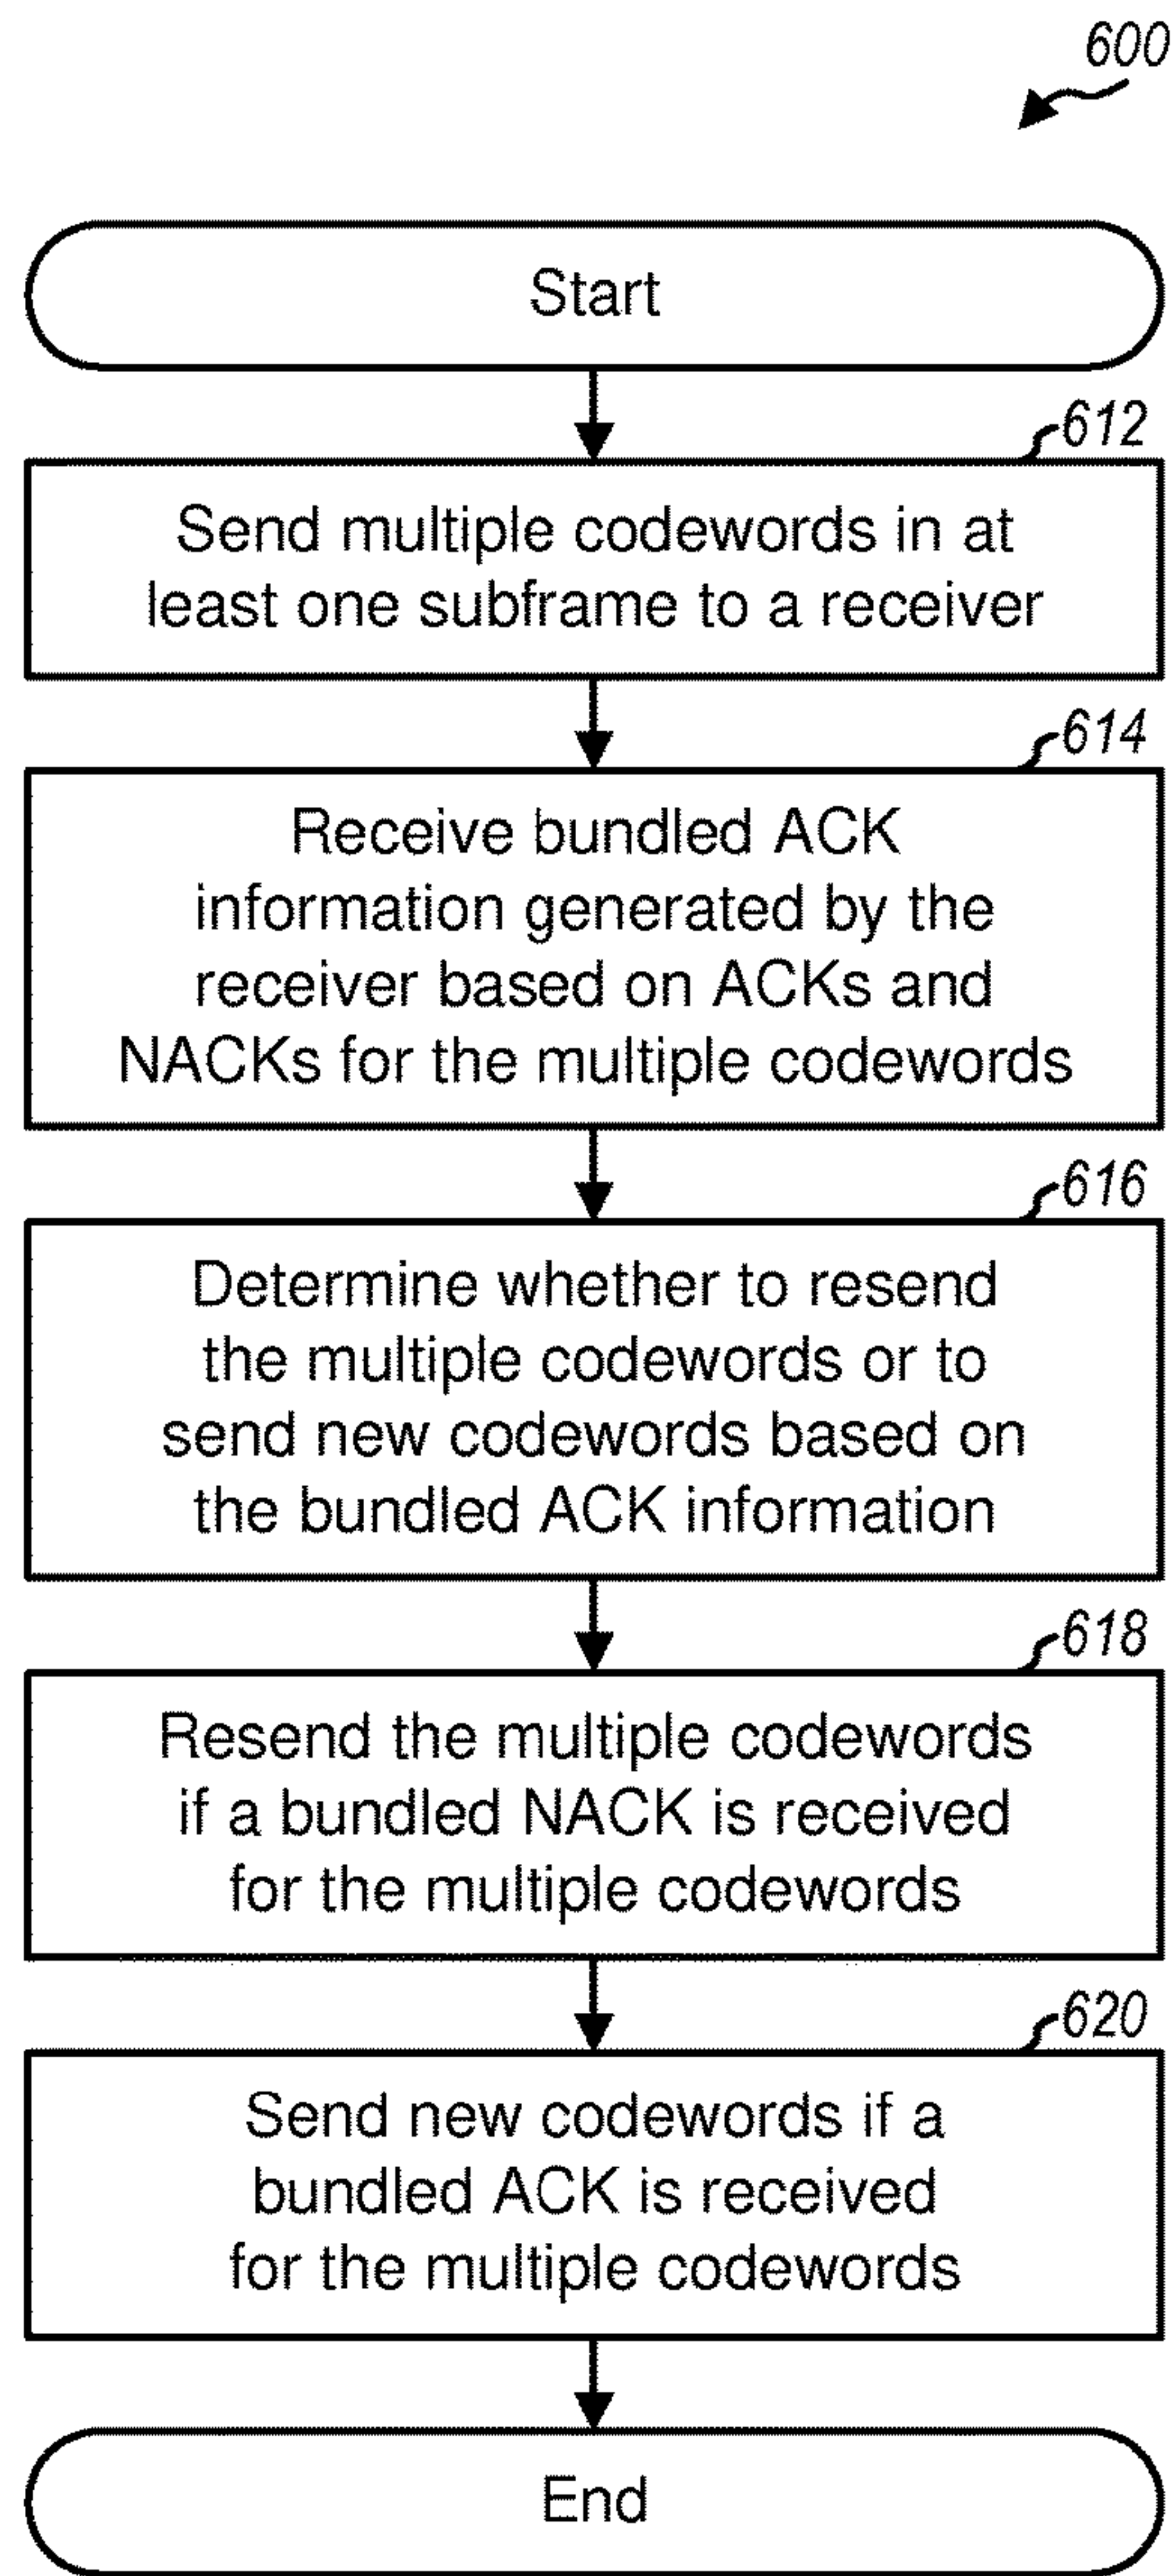 600
Start
612
Send multiple codewords in at
least one subframe to a receiver
614
Receive bundled ACK
information generated by the
receiver based on ACKs and
NACKs for the multiple codewords
616
Determine whether to resend
the multiple codewords or to
send new codewords based on
the bundled ACK information
618
Resend the multiple codewords
if a bundled NACK is received
for the multiple codewords
620
Send new codewords if a
bundled ACK is received
for the multiple codewords
End